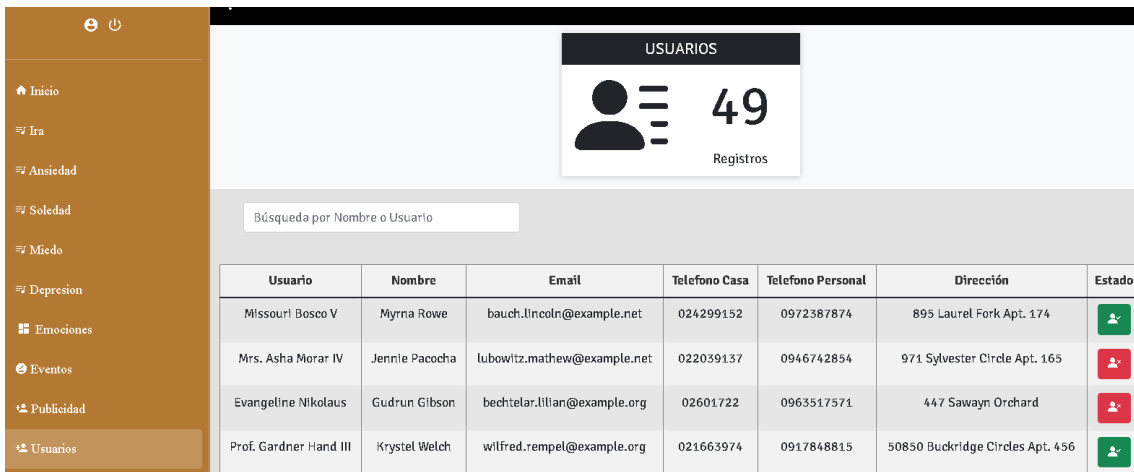 Inicio
Ira
Ansiedad
Soledad
Miedo
Depresion
Emociones
Eventos
Publicidad
Usuarios
USUARIOS
49
Registros
Búsqueda por Nombre o Usuario
Usuario Nombre Email Telefono Casa Telefono Personal Dirección Estado
Missouri Bosco V Myrna Rowe bauch.lincoln@example.net 024299152 0972387874 895 Laurel Fork Apt. 174
Mrs. Asha Morar IV Jennie Pacocha lubowitz.mathew@example.net 022039137 0946742854 971 Sylvester Circle Apt. 165
Evangeline Nikolaus Gudrun Gibson bechtelar.lilian@example.org 02601722 0963517571 447 Sawayn Orchard
Prof. Gardner Hand III Krystel Welch wilfred.rempel@example.org 021663974 0917848815 50850 Buckridge Circles Apt. 456